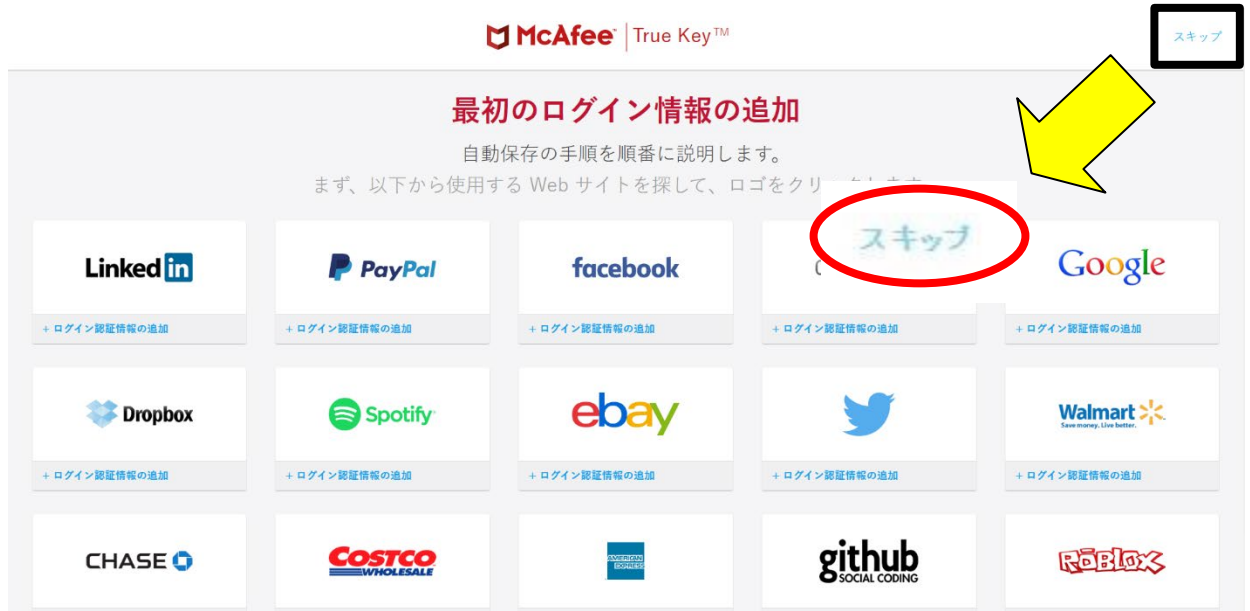 McAfee™ | True Key™
スキップ
最初のログイン情報の追加
自動保存の手順を順番に説明します。
まず、以下から使用する Web サイトを探して、ロゴをクリックします
スキップ
Linked in
PayPal
facebook
Google
+ ログイン認証情報の追加
+ ログイン認証情報の追加
+ ログイン認証情報の追加
+ ログイン認証情報の追加
+ ログイン認証情報の追加
Dropbox
Spotify
ebay
Walmart
Save money. Live better.
+ ログイン認証情報の追加
+ ログイン認証情報の追加
+ ログイン認証情報の追加
+ ログイン認証情報の追加
+ ログイン認証情報の追加
CHASE
COSTCO
WHOLESALE
AMERICAN
EXPRESS
github
SOCIAL CODING
RŌBLOX